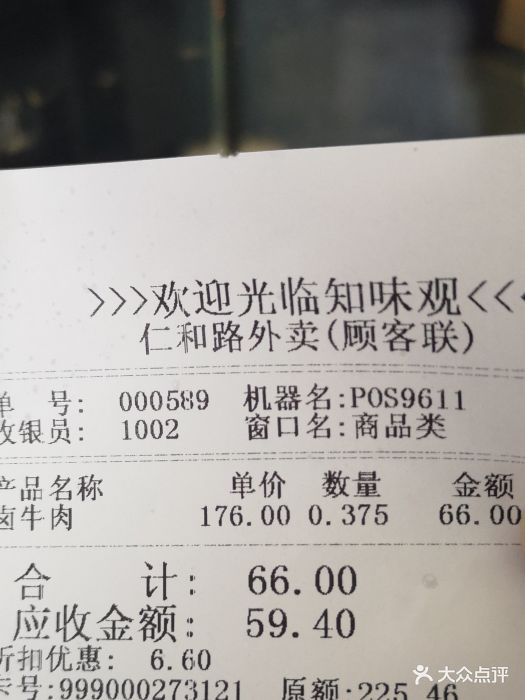 >>>欢迎光临知味观<<<
仁和路外卖(顾客联)
单 号: 000589 机器名:POS9611
收银员: 1002 窗口名:商品类
产品名称 单价 数量 金额
卤牛肉 176.00 0.375 66.00
合 计: 66.00
应收金额: 59.40
折扣优惠: 6.60
卡号:999000273121 原额:225.46
大众点评